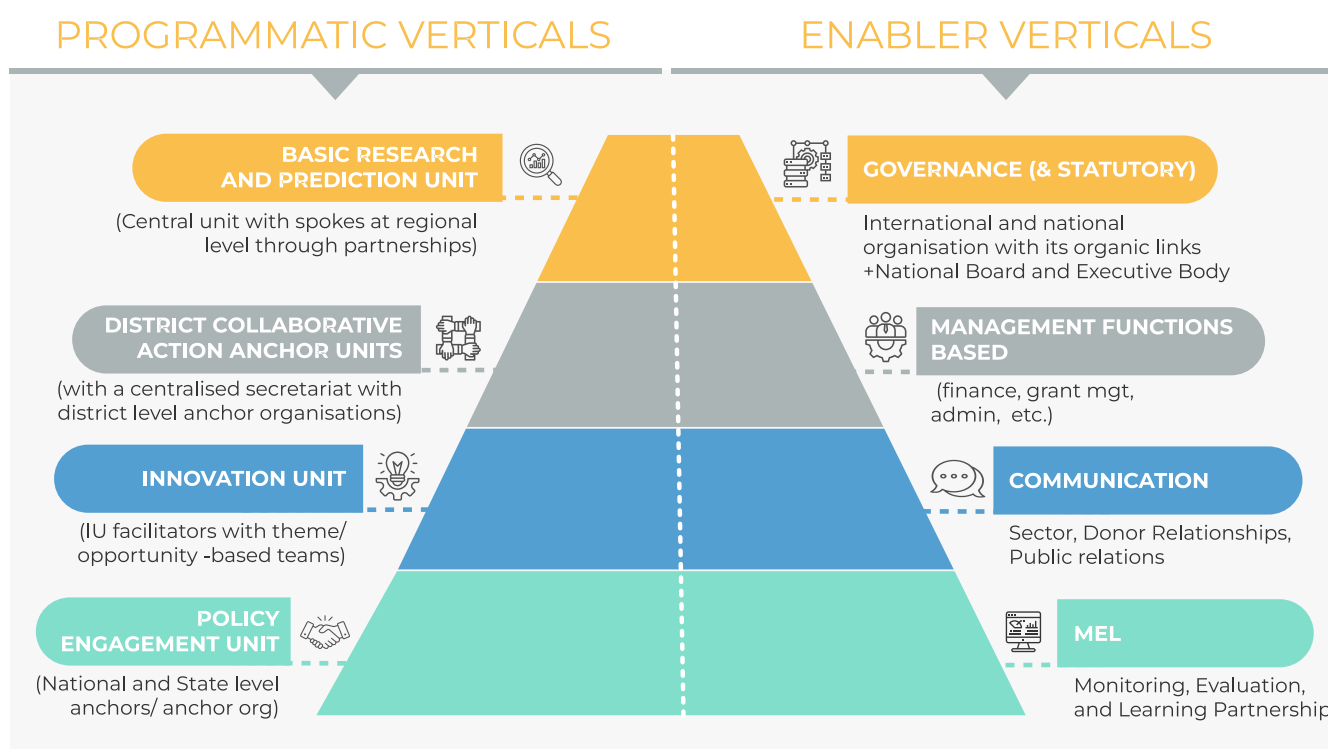 PROGRAMMATIC VERTICALS
BASIC RESEARCH
AND PREDICTION UNIT
(Central unit with spokes at regional
level through partnerships)
DISTRICT COLLABORATIVE
ACTION ANCHOR UNITS
(with a centralised secretariat with
district level anchor organisations)
INNOVATION UNIT
(IU facilitators with theme/
opportunity -based teams)
POLICY
ENGAGEMENT UNIT
(National and State level
anchors/ anchor org)
ENABLER VERTICALS
GOVERNANCE (& STATUTORY)
International and national
organisation with its organic links
+National Board and Executive Body
MANAGEMENT FUNCTIONS
BASED
(finance, grant mgt,
admin, etc.)
COMMUNICATION
Sector, Donor Relationships,
Public relations
MEL
Monitoring, Evaluation,
and Learning Partnership